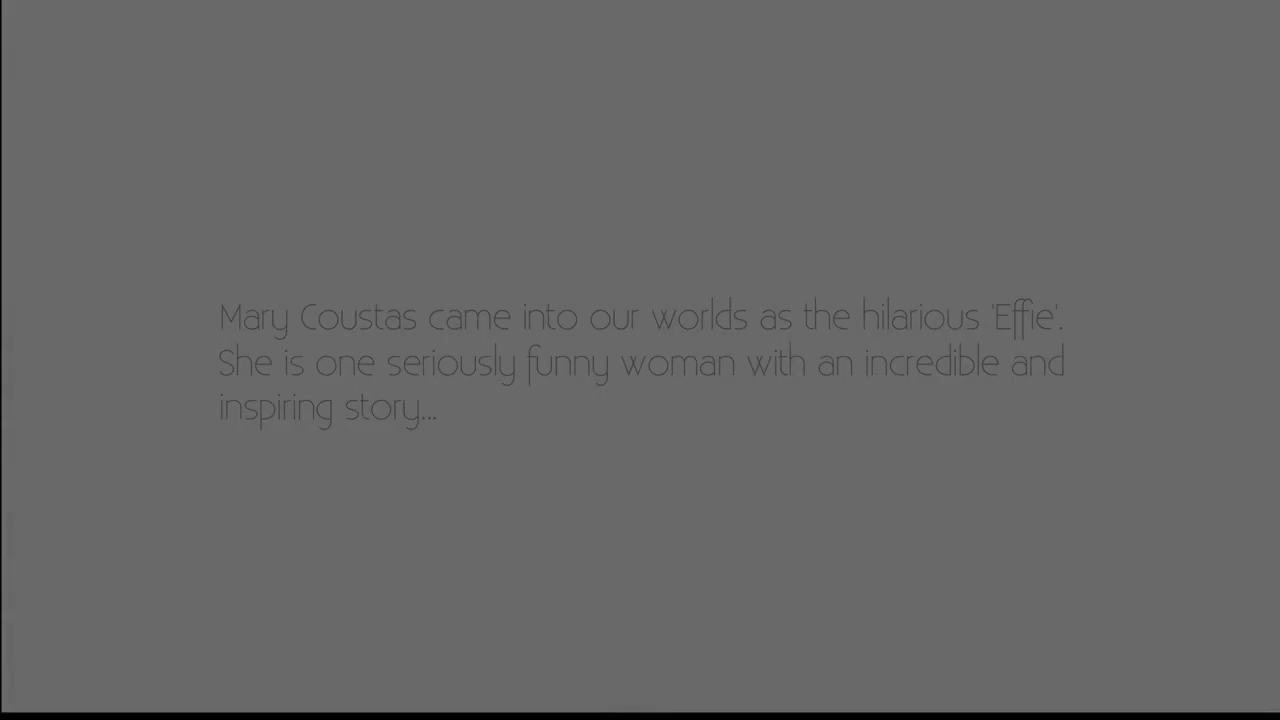 Mary Coustas came into our worlds as the hilarious 'Effie'.
She is one seriously funny woman with an incredible and
inspiring story...